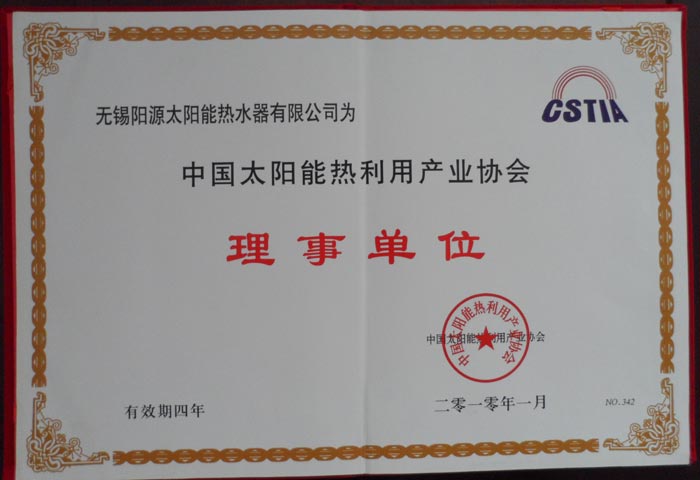 CSTIA
无锡阳源太阳能热水器有限公司为
中国太阳能热利用产业协会
理事单位
中国太阳能热利用产业协会
中国太阳能热利用产业协会
有效期四年
二零一零年一月
NO.342